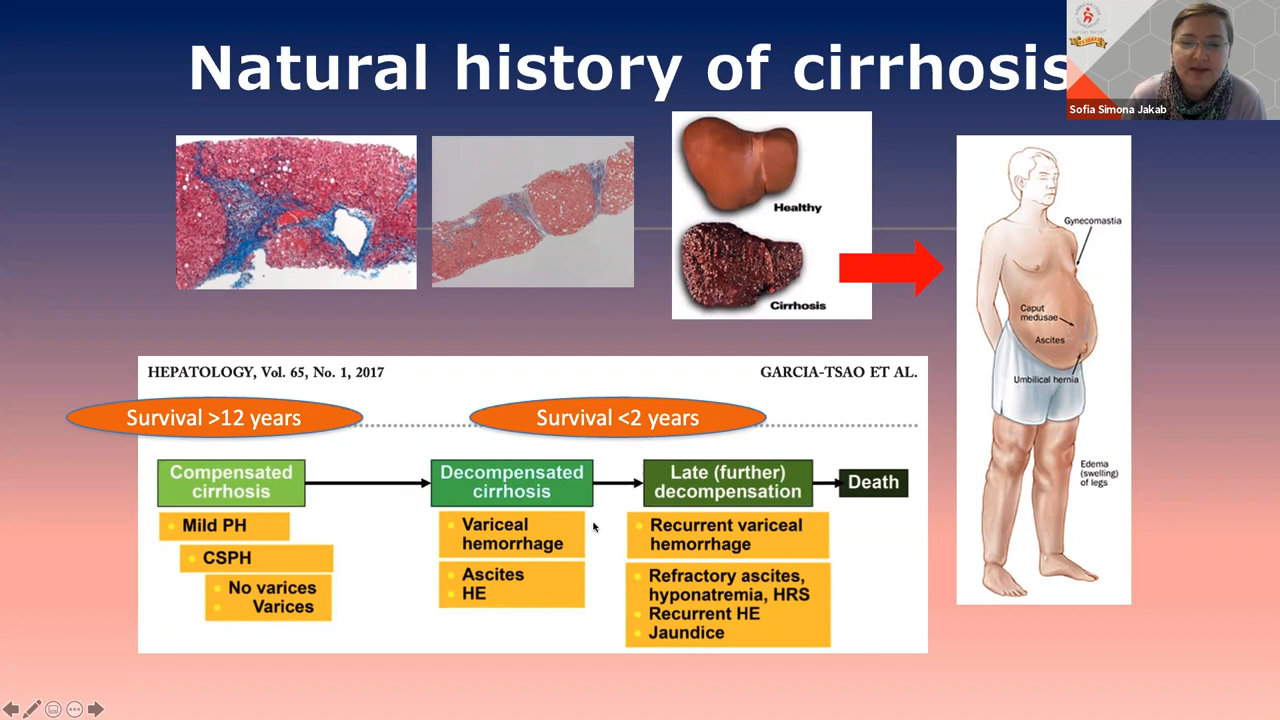 Natural history of cirrhosis
Sofia Simona Jakab
Healthy
Cirrhosis
Gynecomastia
Caput
medusae
Ascites
Umbilical hernia
Edema
(swelling)
of legs
HEPATOLOGY, Vol. 65, No. 1, 2017
GARCIA-TSAO ET AL.
Survival >12 years
Survival <2 years
Compensated
cirrhosis
Decompensated
cirrhosis
Late (further)
decompensation
Death
Mild PH
CSPH
No varices
Varices
Variceal
hemorrhage
Ascites
HE
Recurrent variceal
hemorrhage
Refractory ascites,
hyponatremia, HRS
Recurrent HE
Jaundice